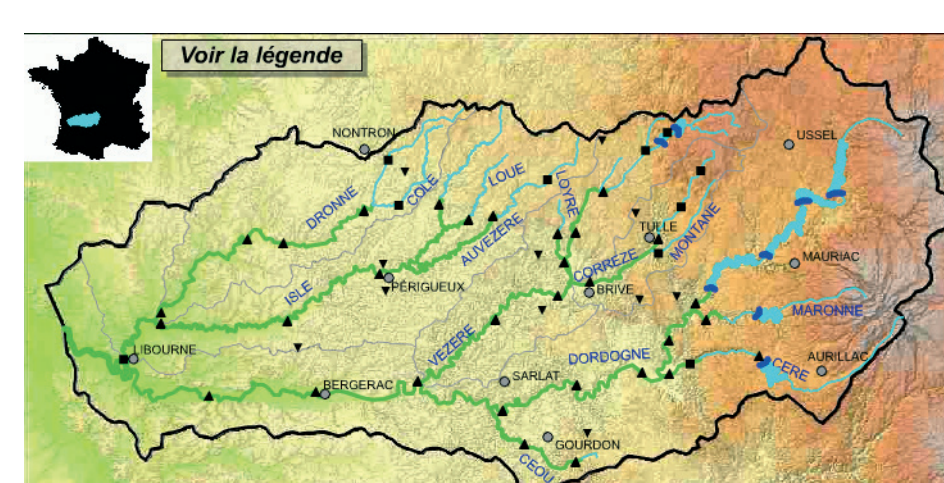 Voir la légende
NONTRON
USSEL
DRONNE
COLE
LOUE
LOYRE
AUVEZERE
TULLE
MONTANE
CORREZE
MAURIAC
ISLE
PÉRIGUEUX
BRIVE
MARONNE
VEZERE
LIBOURNE
DORDOGNE
AURILLAC
CERE
SARLAT
BERGERAC
GOURDON
CEOU